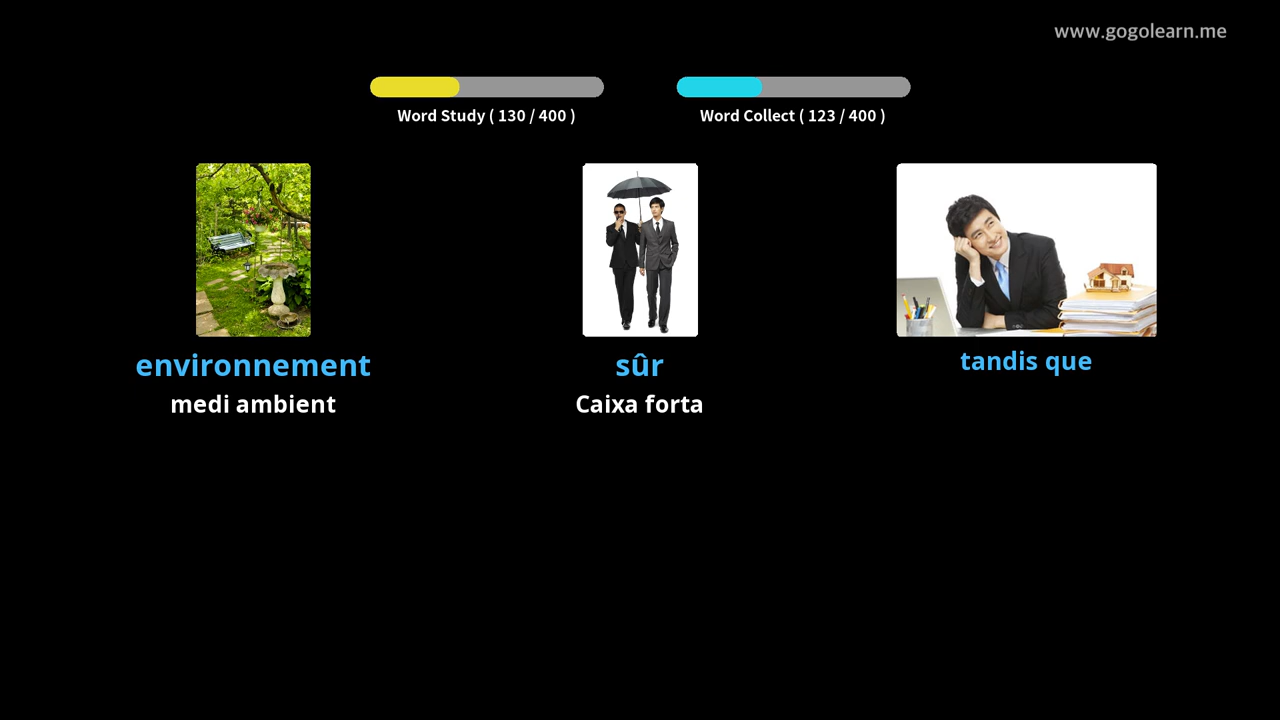 www.gogolearn.me
Word Study ( 130 / 400 )
Word Collect ( 123 / 400 )
environnement
medi ambient
sûr
Caixa forta
tandis que